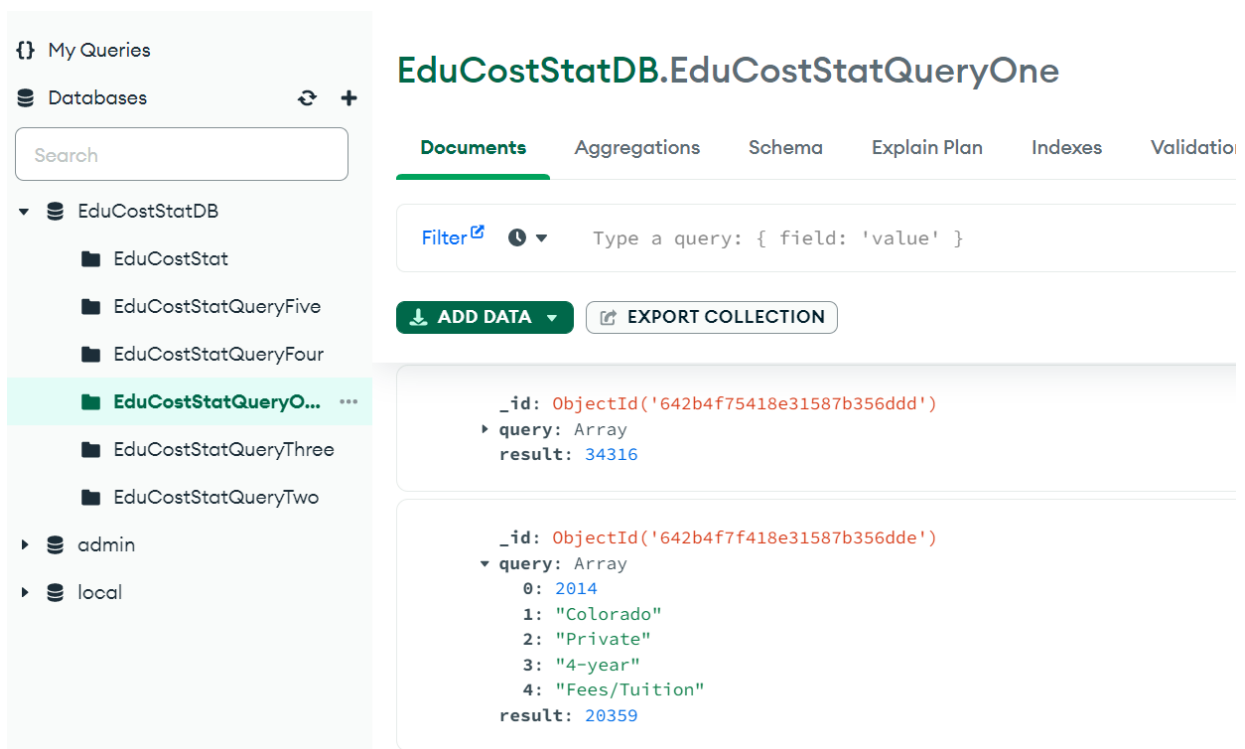 {} My Queries
Databases
Search
EduCostStatDB
EduCostStat
EduCostStatQueryFive
EduCostStatQueryFour
EduCostStatQueryO... •••
EduCostStatQueryThree
EduCostStatQueryTwo
admin
local
EduCostStatDB.EduCostStatQueryOne
Documents Aggregations Schema Explain Plan Indexes Validation
Filter Type a query: { field: 'value' }
ADD DATA EXPORT COLLECTION
_id: ObjectId('642b4f75418e31587b356ddd')
query: Array
result: 34316
_id: ObjectId('642b4f7f418e31587b356dde')
query: Array
0: 2014
1: "Colorado"
2: "Private"
3: "4-year"
4: "Fees/Tuition"
result: 20359